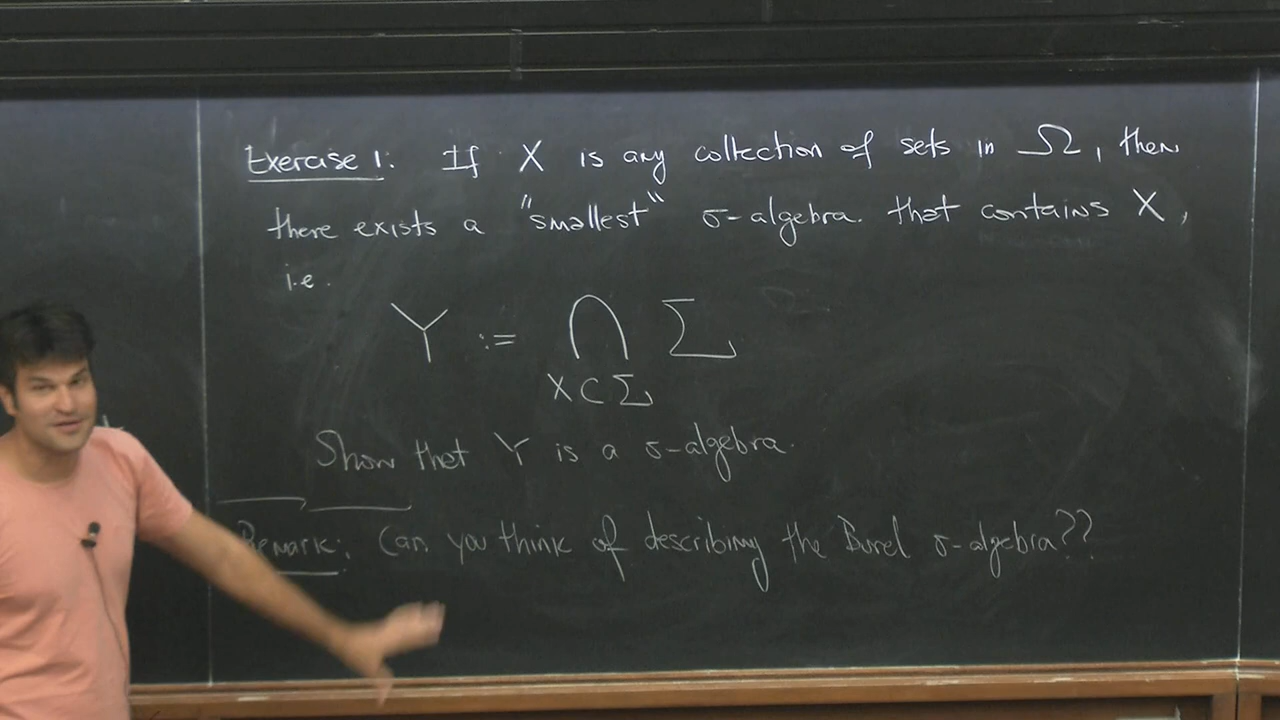 Exercise 1: If X is any collection of sets in Ω, then
there exists a "smallest" σ-algebra. that contains X,
i.e.
Y := ⋂ Σ
X ⊂ Σ
Show that Y is a σ-algebra.
Remark: Can you think of describing the Borel σ-algebra??